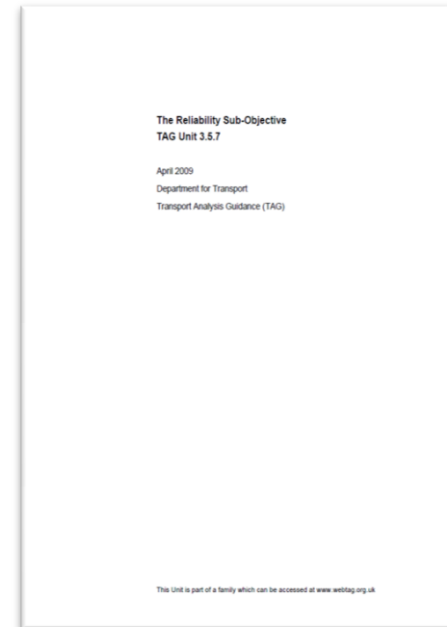 The Reliability Sub-Objective
TAG Unit 3.5.7
April 2009
Department for Transport
Transport Analysis Guidance (TAG)
This Unit is part of a family which can be accessed at www.webtag.org.uk